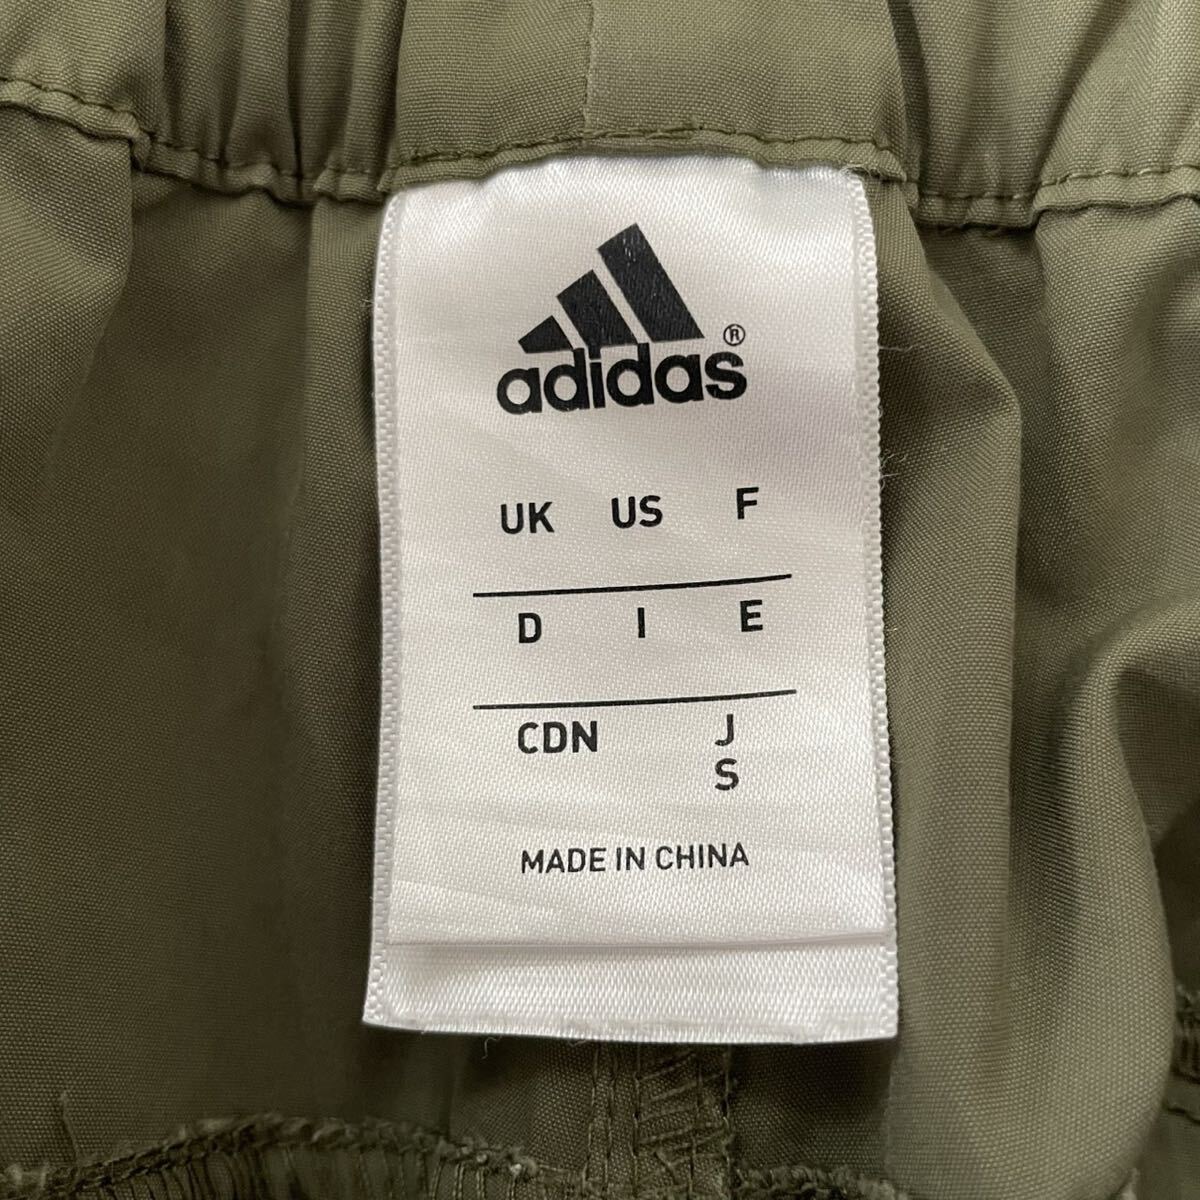 adidas®
UK US F
D I E
CDN J
S
MADE IN CHINA